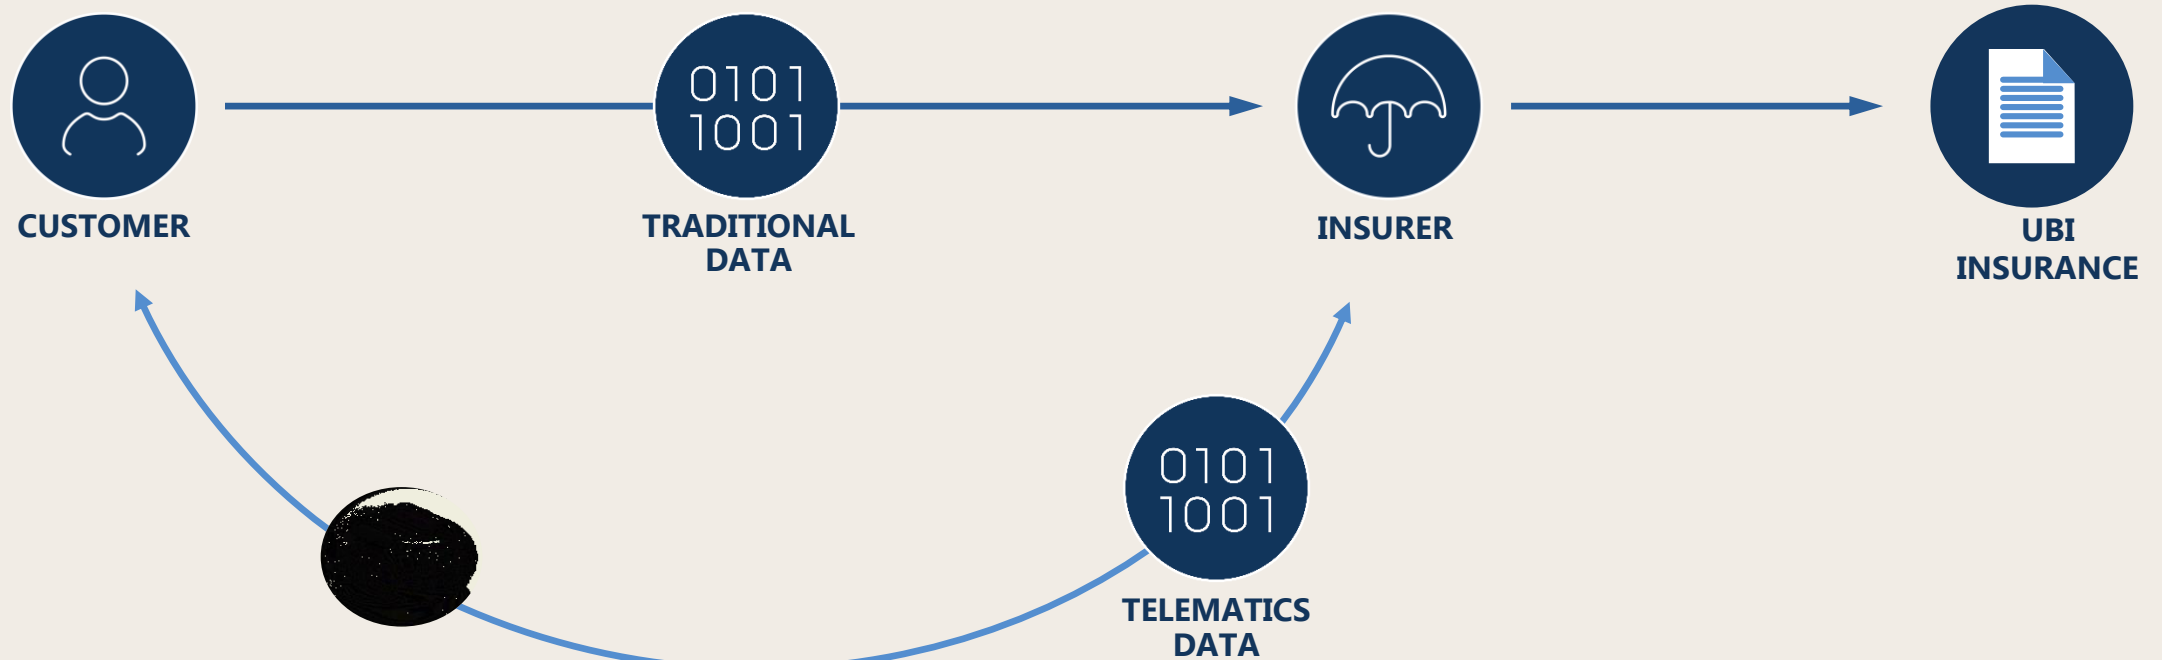 0101
1001
CUSTOMER
TRADITIONAL
DATA
INSURER
UBI
INSURANCE
0101
1001
TELEMATICS
DATA